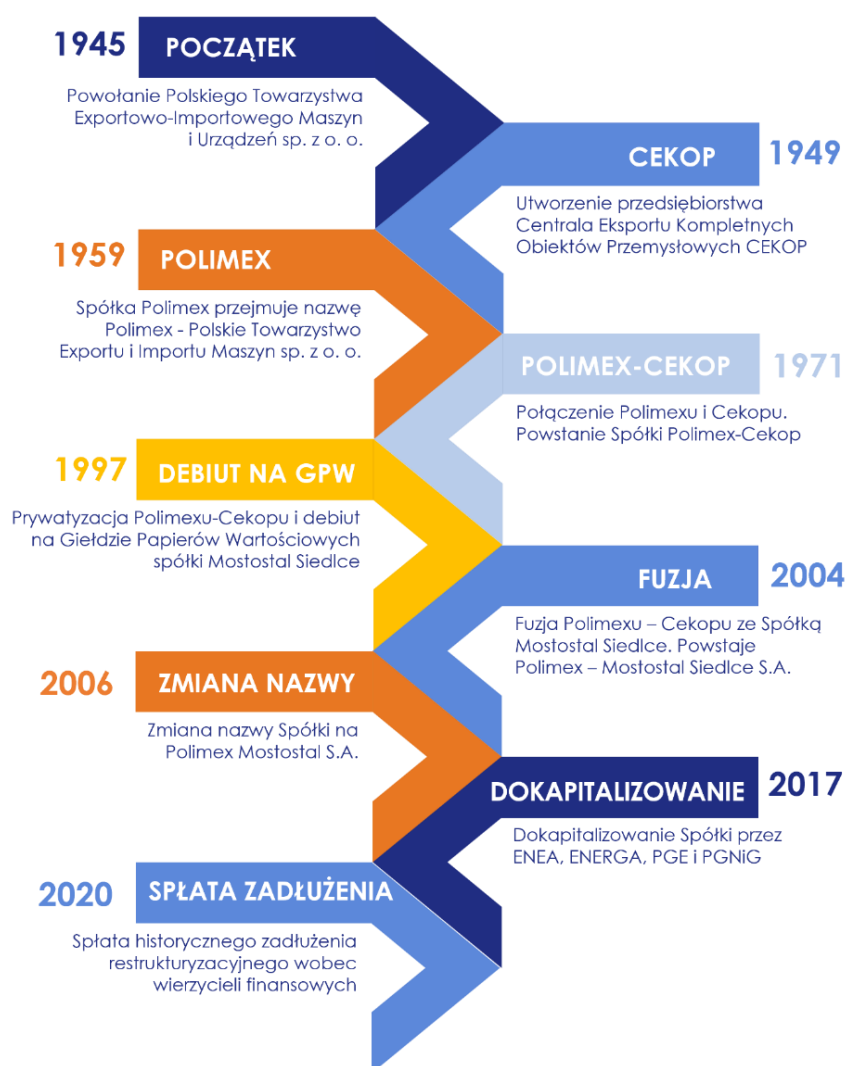 1945 POCZĄTEK
Powołanie Polskiego Towarzystwa
Exportowo-Importowego Maszyn
i Urządzeń sp. z o. o.
CEKOP 1949
Utworzenie przedsiębiorstwa
Centrala Eksportu Kompletnych
Obiektów Przemysłowych CEKOP
1959 POLIMEX
Spółka Polimex przejmuje nazwę
Polimex - Polskie Towarzystwo
Exportu i Importu Maszyn sp. z o. o.
POLIMEX-CEKOP 1971
Połączenie Polimexu i Cekopu.
Powstanie Spółki Polimex-Cekop
1997 DEBIUT NA GPW
Prywatyzacja Polimexu-Cekopu i debiut
na Giełdzie Papierów Wartościowych
spółki Mostostal Siedlce
FUZJA 2004
Fuzja Polimexu – Cekopu ze Spółką
Mostostal Siedlce. Powstaje
Polimex – Mostostal Siedlce S.A.
2006 ZMIANA NAZWY
Zmiana nazwy Spółki na
Polimex Mostostal S.A.
DOKAPITALIZOWANIE 2017
Dokapitalizowanie Spółki przez
ENEA, ENERGA, PGE i PGNiG
2020 SPŁATA ZADŁUŻENIA
Spłata historycznego zadłużenia
restrukturyzacyjnego wobec
wierzycieli finansowych